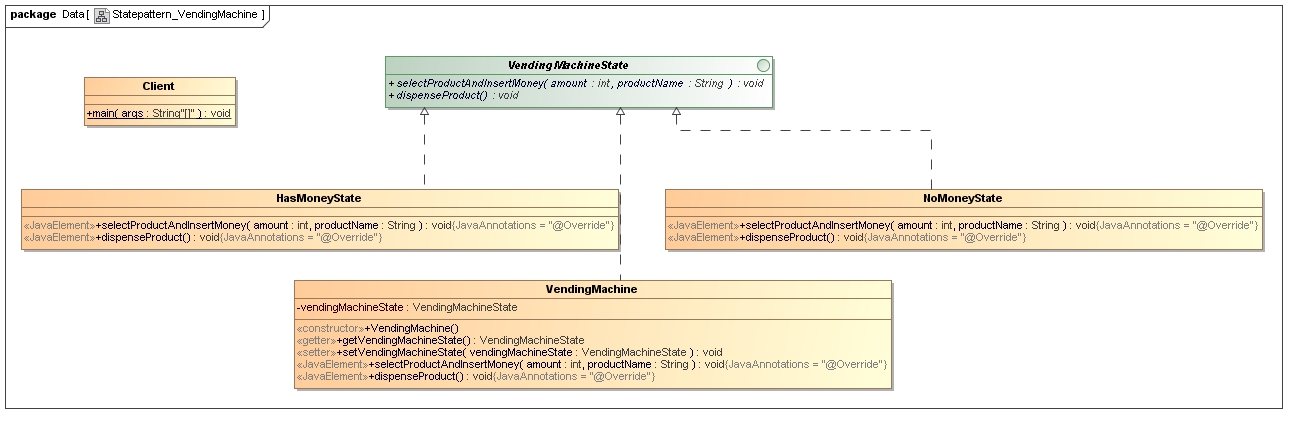 package Data [ Statepattern_VendingMachine ]
VendingMachineState
+ selectProductAndInsertMoney( amount : int, productName : String ) : void
+ dispenseProduct() : void
Client
+main( args : String"[]" ) : void
HasMoneyState
«JavaElement»+selectProductAndInsertMoney( amount : int, productName : String ) : void{JavaAnnotations = "@Override"}
«JavaElement»+dispenseProduct() : void{JavaAnnotations = "@Override"}
NoMoneyState
«JavaElement»+selectProductAndInsertMoney( amount : int, productName : String ) : void{JavaAnnotations = "@Override"}
«JavaElement»+dispenseProduct() : void{JavaAnnotations = "@Override"}
VendingMachine
-vendingMachineState : VendingMachineState
«constructor»+VendingMachine()
«getter»+getVendingMachineState() : VendingMachineState
«setter»+setVendingMachineState( vendingMachineState : VendingMachineState ) : void
«JavaElement»+selectProductAndInsertMoney( amount : int, productName : String ) : void{JavaAnnotations = "@Override"}
«JavaElement»+dispenseProduct() : void{JavaAnnotations = "@Override"}